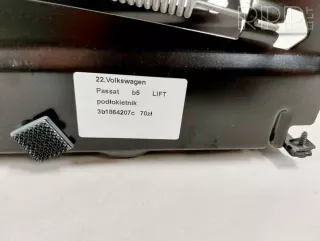 22.Volkswagen
Passat b5 LIFT
podłokietnik
3b1864207c 70zł